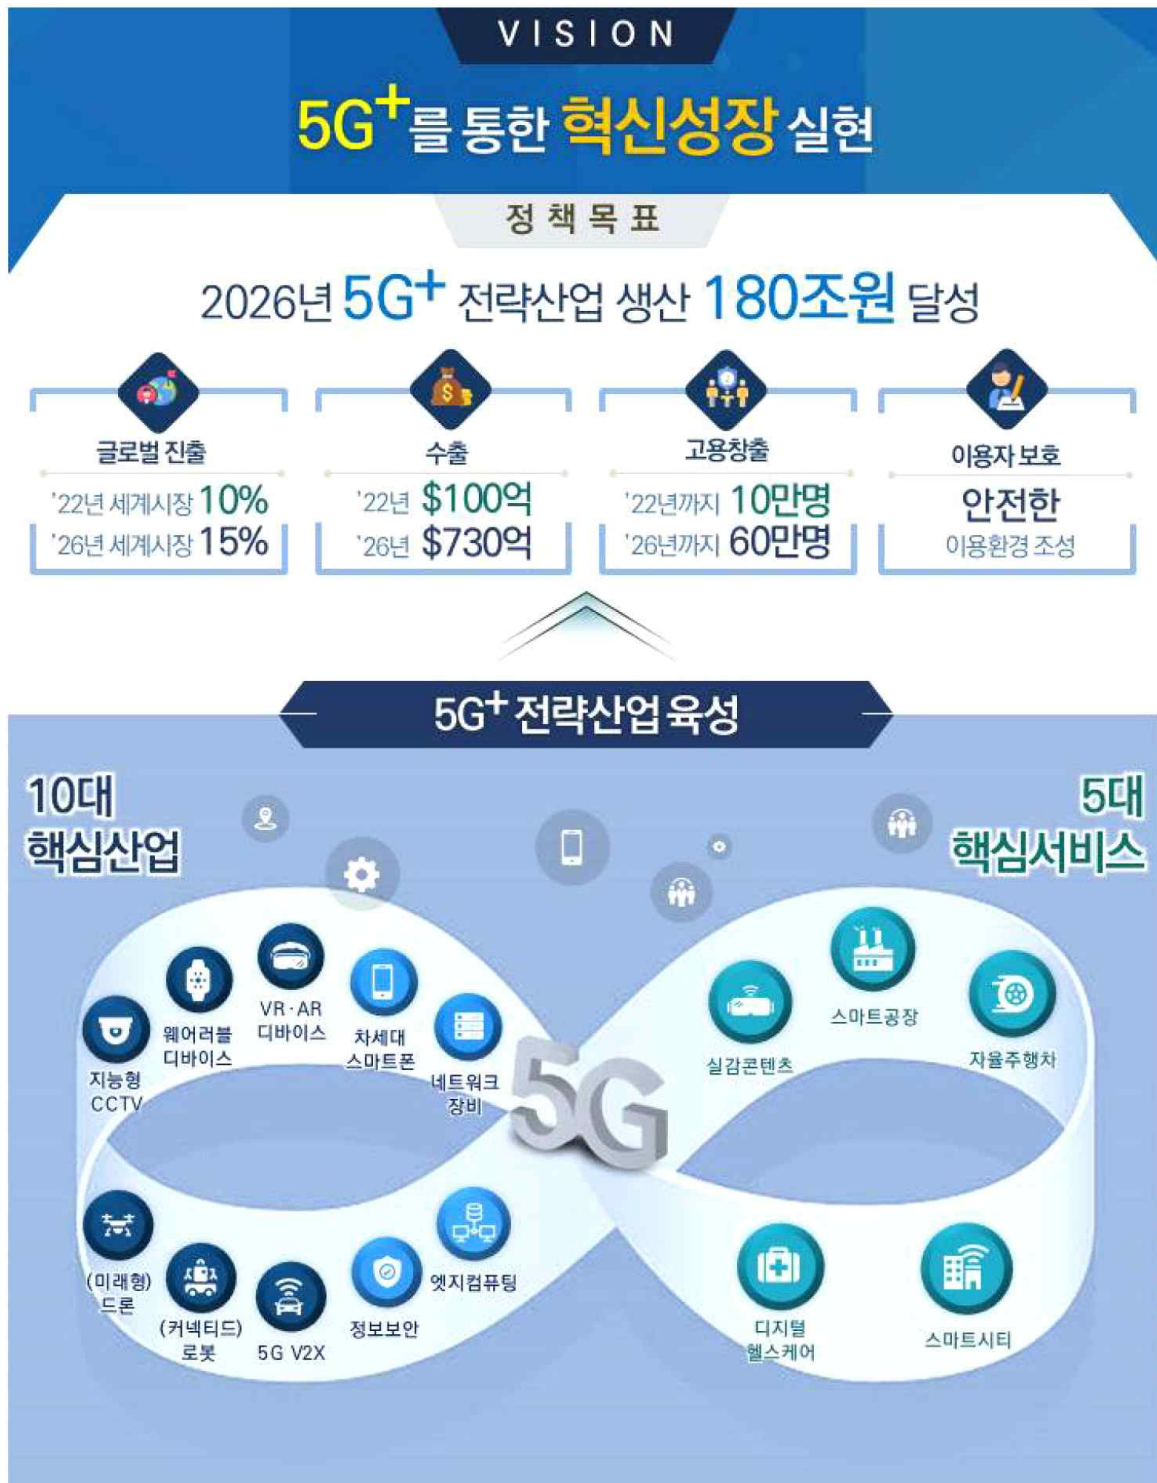 VISION
5G+를 통한 혁신성장 실현
정책목표
2026년 5G+ 전략산업 생산 180조원 달성
글로벌 진출
'22년 세계시장 10%
'26년 세계시장 15%
수출
'22년 $100억
'26년 $730억
고용창출
'22년까지 10만명
'26년까지 60만명
이용자 보호
안전한
이용환경 조성
5G+ 전략산업 육성
10대
핵심산업
5대
핵심서비스
지능형
CCTV
웨어러블
디바이스
VR·AR
디바이스
차세대
스마트폰
네트워크
장비
5G
실감콘텐츠
스마트공장
자율주행차
(미래형)
드론
(커넥티드)
로봇
5G V2X
정보보안
엣지컴퓨팅
디지털
헬스케어
스마트시티